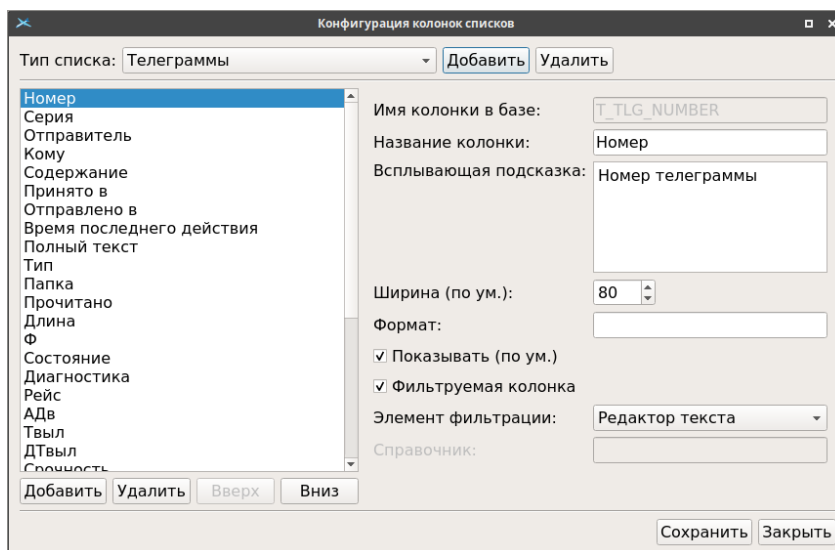 Конфигурация колонок списков
Тип списка: Телеграммы Добавить Удалить
Номер
Серия
Отправитель
Кому
Содержание
Принято в
Отправлено в
Время последнего действия
Полный текст
Тип
Папка
Прочитано
Длина
Ф
Состояние
Диагностика
Рейс
АДв
Твыл
ДТвыл
Срочность
Добавить Удалить Вверх Вниз
Имя колонки в базе: T_TLG_NUMBER
Название колонки: Номер
Всплывающая подсказка: Номер телеграммы
Ширина (по ум.): 80
Формат:
Показывать (по ум.)
Фильтруемая колонка
Элемент фильтрации: Редактор текста
Справочник:
Сохранить Закрыть